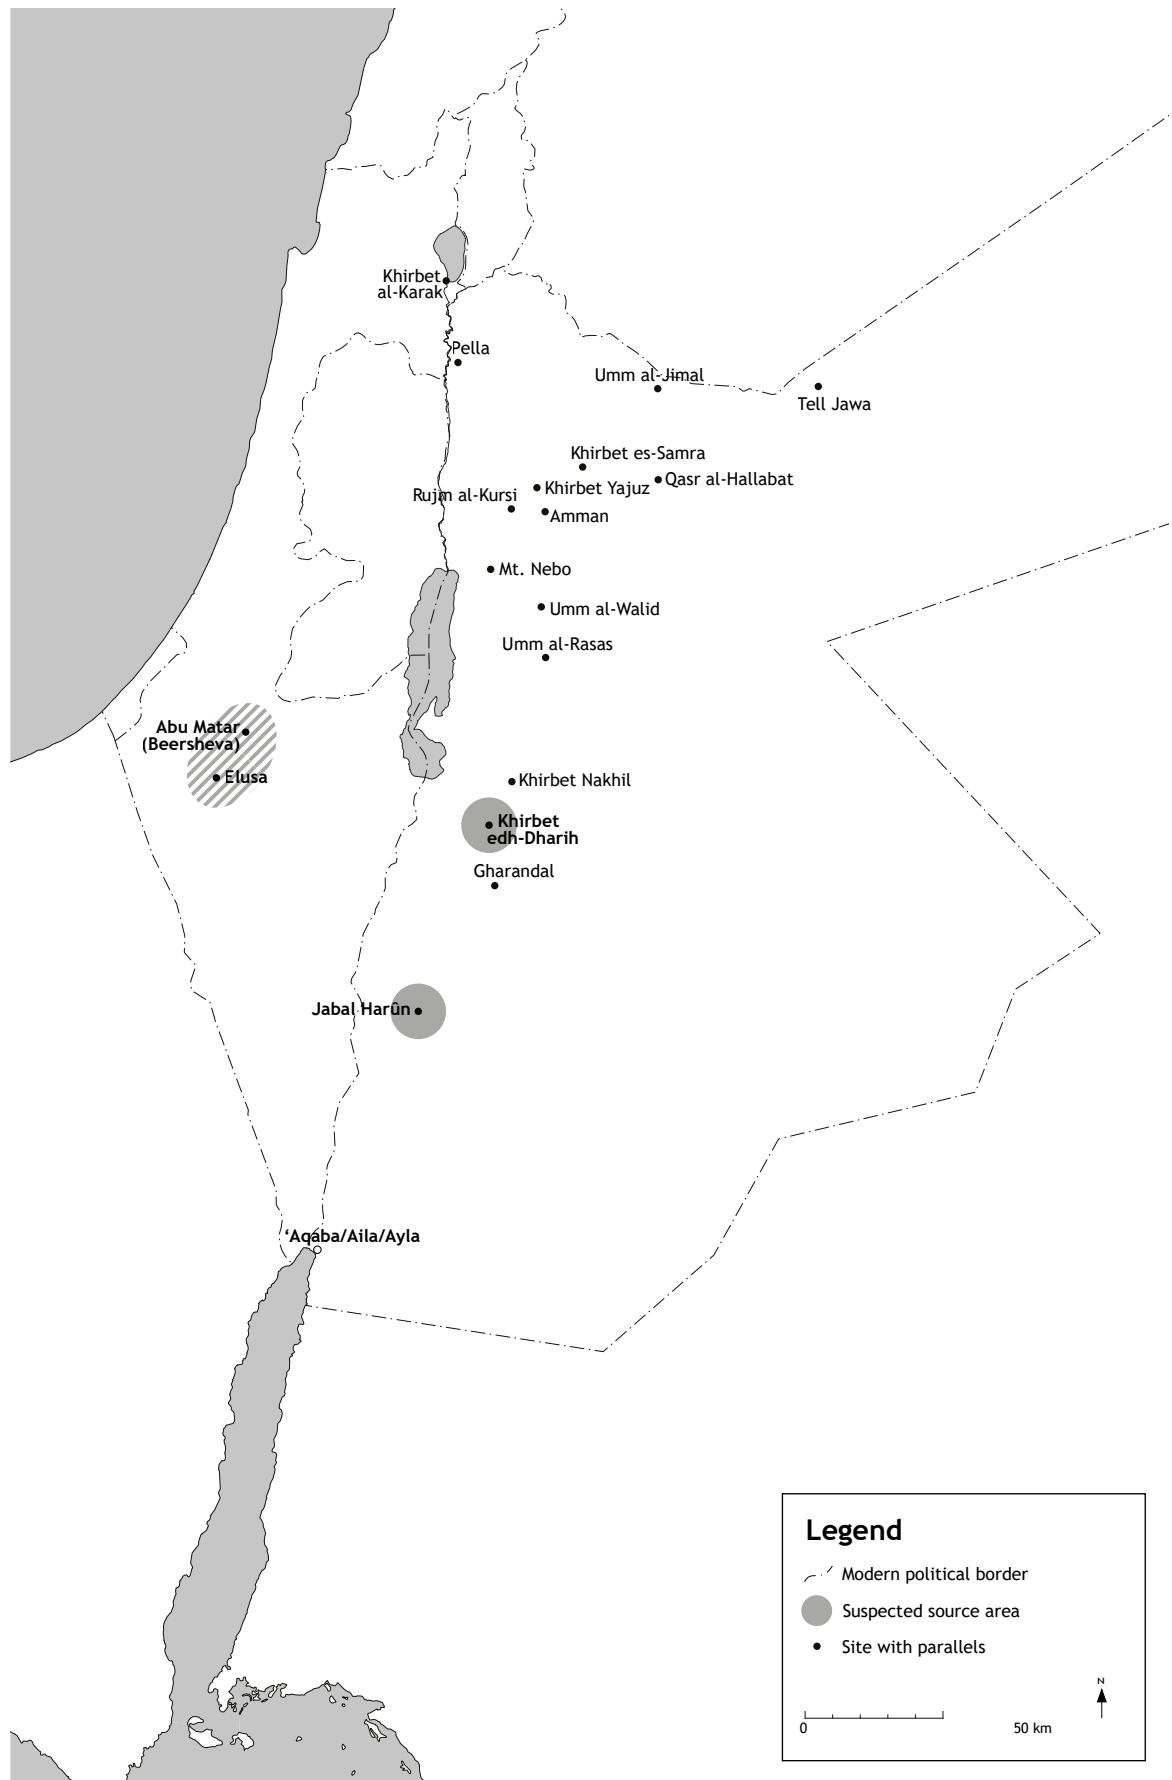 Khirbet
al-Karak
Pella
Umm al-Jimal
Tell Jawa
Khirbet es-Samra
Qasr al-Hallabat
Khirbet Yajuz
Rujm al-Kursi
Amman
Mt. Nebo
Umm al-Walid
Umm al-Rasas
Abu Matar
(Beersheva)
Elusa
Khirbet Nakhil
Khirbet
edh-Dharih
Gharandal
Jabal Harûn
‘Aqaba/Aila/Ayla
Legend
Modern political border
Suspected source area
Site with parallels
N
0 50 km